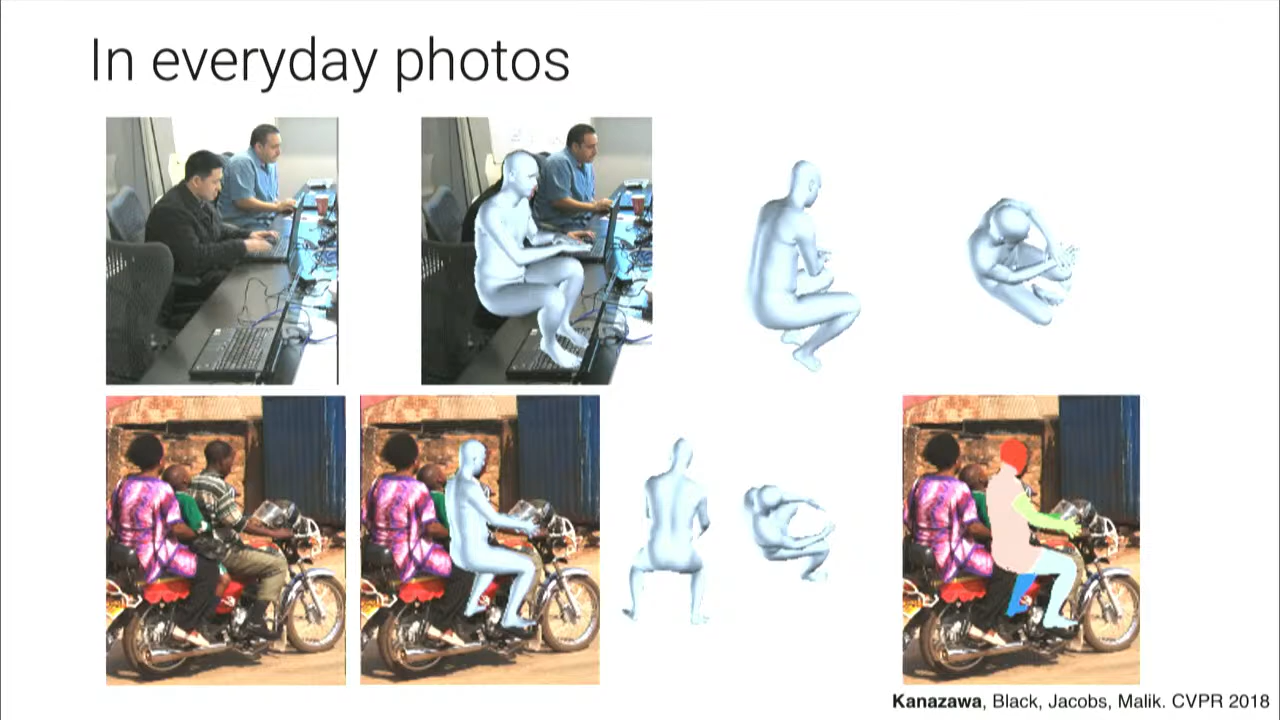 In everyday photos
Kanazawa, Black, Jacobs, Malik. CVPR 2018